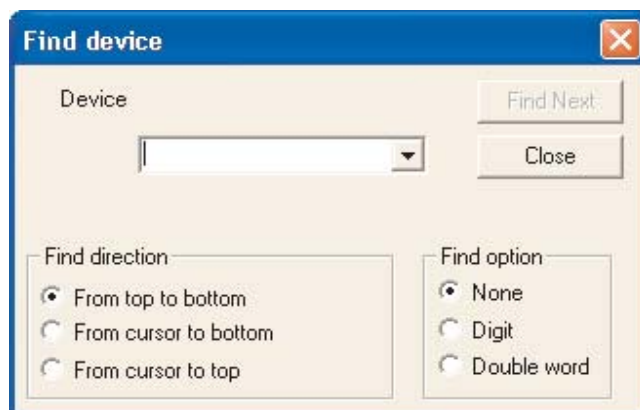 Find device
Device
Find Next
Close
Find direction
From top to bottom
From cursor to bottom
From cursor to top
Find option
None
Digit
Double word